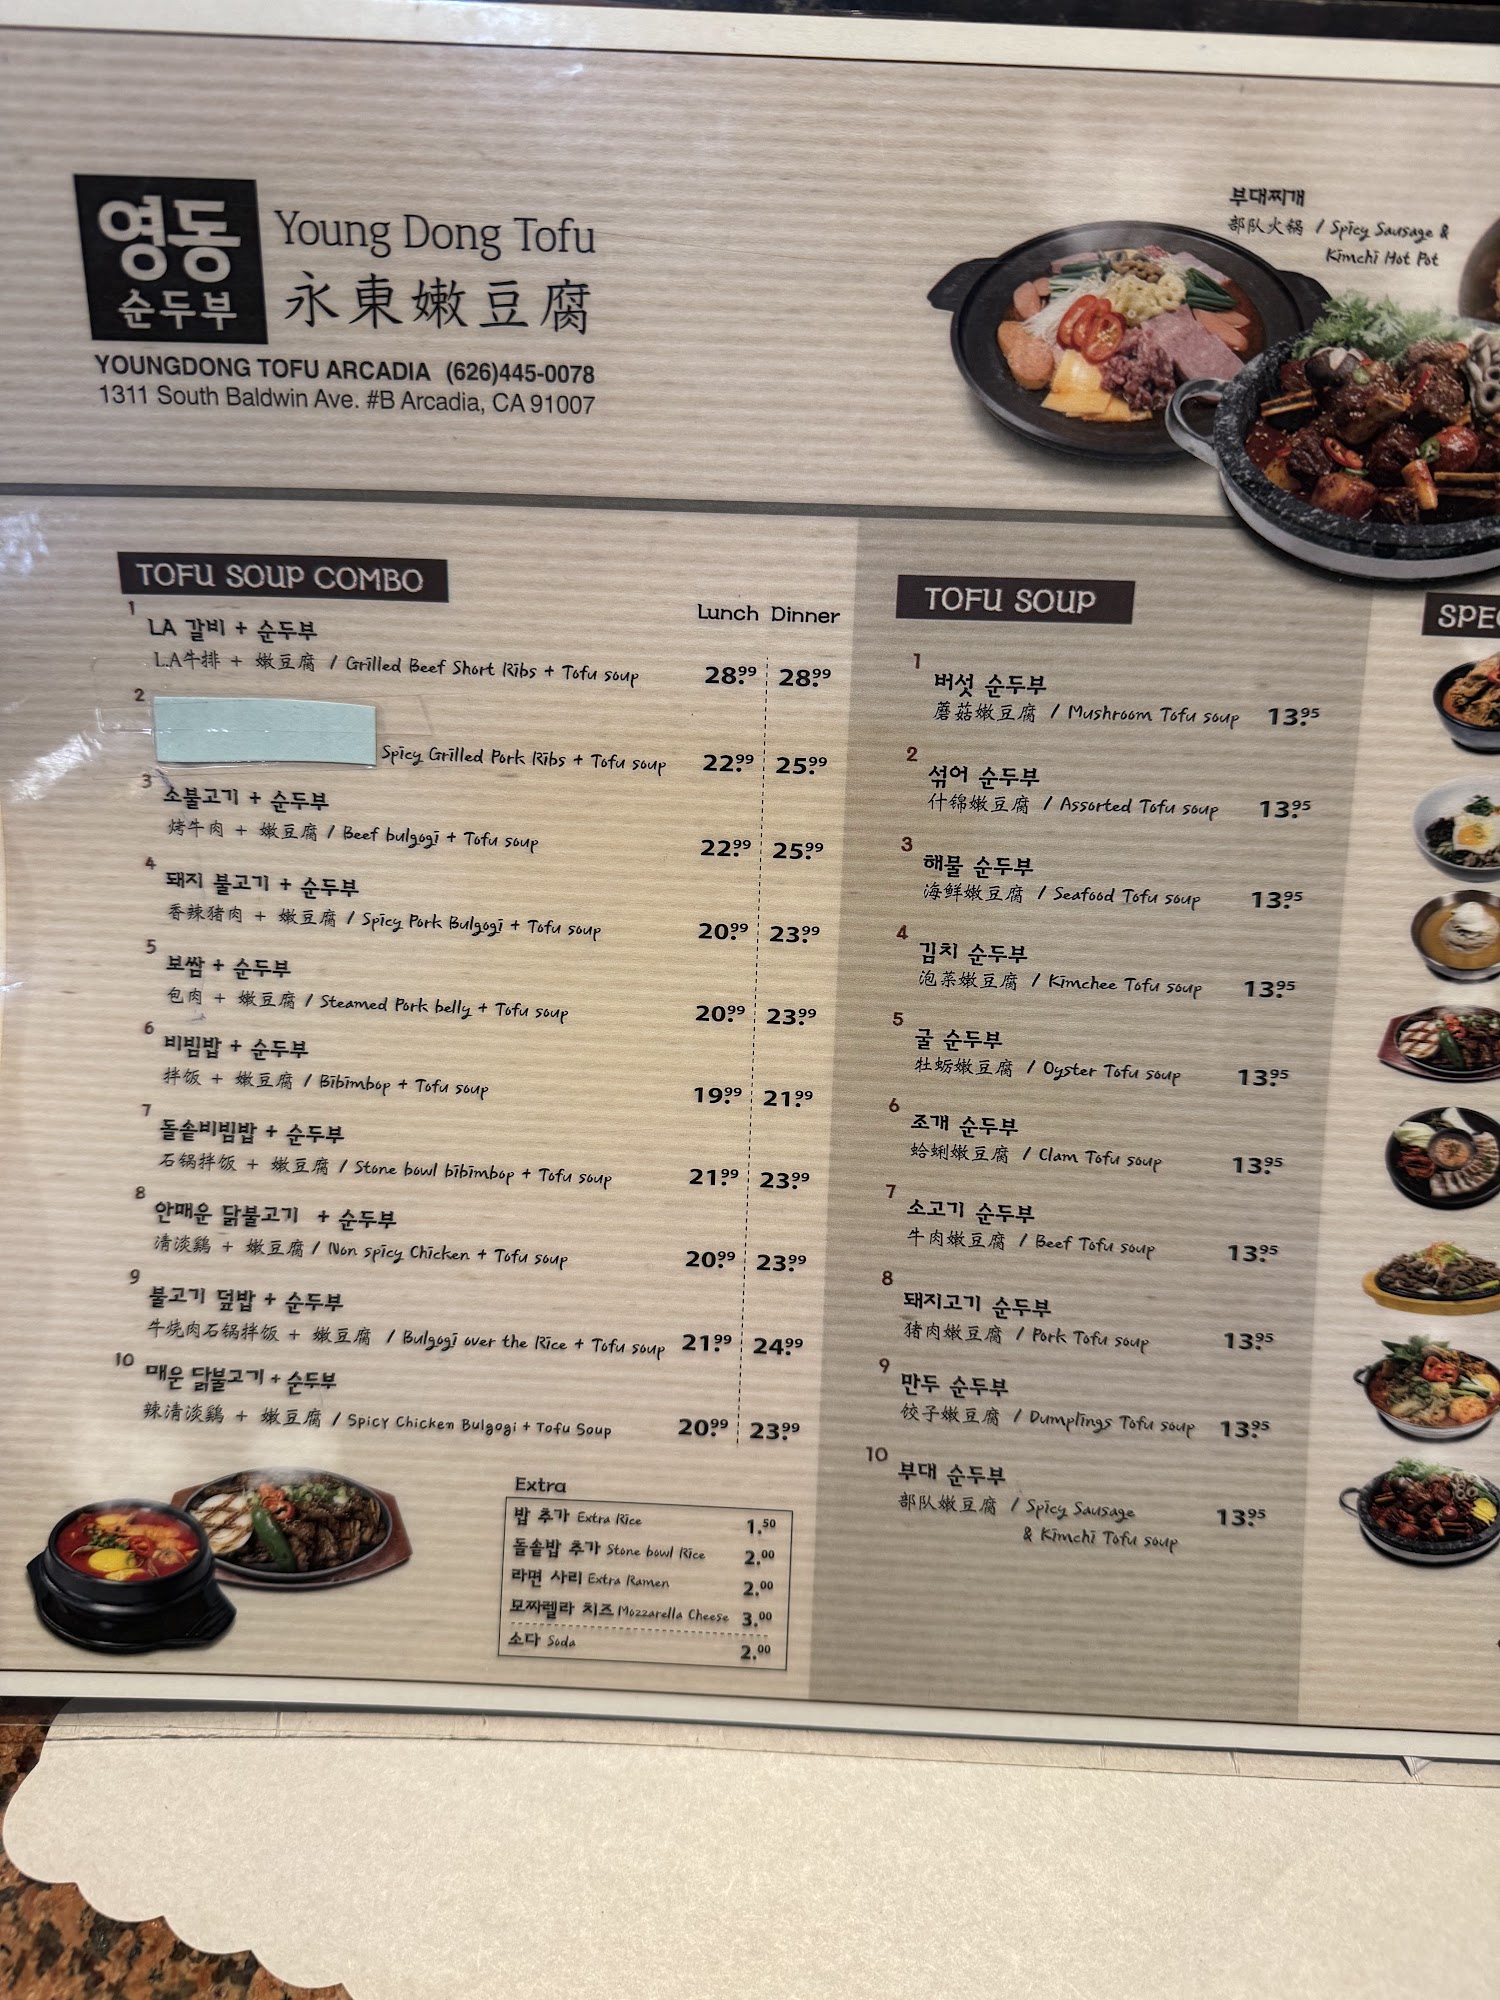 영동
순두부
Young Dong Tofu
永東嫩豆腐
YOUNGDONG TOFU ARCADIA (626)445-0078
1311 South Baldwin Ave. #B Arcadia, CA 91007
부대찌개
部队火锅 / Spicy Sausage &
Kimchi Hot Pot
TOFU SOUP COMBO
Lunch Dinner
1
LA 갈비 + 순두부
L.A牛排 + 嫩豆腐 / Grilled Beef Short Ribs + Tofu soup 28.99 28.99
2
Spicy Grilled Pork Ribs + Tofu soup 22.99 25.99
3
소불고기 + 순두부
烤牛肉 + 嫩豆腐 / Beef bulgogi + Tofu soup 22.99 25.99
4
돼지 불고기 + 순두부
香辣猪肉 + 嫩豆腐 / Spicy Pork Bulgogi + Tofu soup 20.99 23.99
5
보쌈 + 순두부
包肉 + 嫩豆腐 / Steamed Pork belly + Tofu soup 20.99 23.99
6
비빔밥 + 순두부
拌饭 + 嫩豆腐 / Bibimbop + Tofu soup 19.99 21.99
7
돌솥비빔밥 + 순두부
石锅拌饭 + 嫩豆腐 / Stone bowl bibimbop + Tofu soup 21.99 23.99
8
안매운 닭불고기 + 순두부
清淡鷄 + 嫩豆腐 / Non spicy Chicken + Tofu soup 20.99 23.99
9
불고기 덮밥 + 순두부
牛烧肉石锅拌饭 + 嫩豆腐 / Bulgogi over the Rice + Tofu soup 21.99 24.99
10
매운 닭불고기 + 순두부
辣清淡鷄 + 嫩豆腐 / Spicy Chicken Bulgogi + Tofu Soup 20.99 23.99
Extra
밥 추가 Extra Rice 1.50
돌솥밥 추가 Stone bowl Rice 2.00
라면 사리 Extra Ramen 2.00
모짜렐라 치즈 Mozzarella Cheese 3.00
소다 Soda 2.00
TOFU SOUP
1
버섯 순두부
蘑菇嫩豆腐 / Mushroom Tofu soup 13.95
2
섞어 순두부
什锦嫩豆腐 / Assorted Tofu soup 13.95
3
해물 순두부
海鲜嫩豆腐 / Seafood Tofu soup 13.95
4
김치 순두부
泡菜嫩豆腐 / Kimchee Tofu soup 13.95
5
굴 순두부
牡蛎嫩豆腐 / Oyster Tofu soup 13.95
6
조개 순두부
蛤蜊嫩豆腐 / Clam Tofu soup 13.95
7
소고기 순두부
牛肉嫩豆腐 / Beef Tofu soup 13.95
8
돼지고기 순두부
猪肉嫩豆腐 / Pork Tofu soup 13.95
9
만두 순두부
饺子嫩豆腐 / Dumplings Tofu soup 13.95
10
부대 순두부
部队嫩豆腐 / Spicy Sausage 13.95
& Kimchi Tofu soup